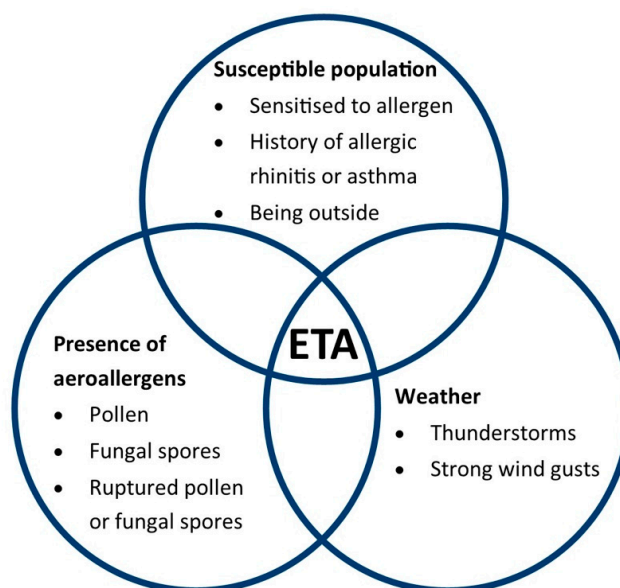 Susceptible population
• Sensitised to allergen
• History of allergic
rhinitis or asthma
• Being outside
ETA
Presence of
aeroallergens
• Pollen
• Fungal spores
• Ruptured pollen
or fungal spores
Weather
• Thunderstorms
• Strong wind gusts